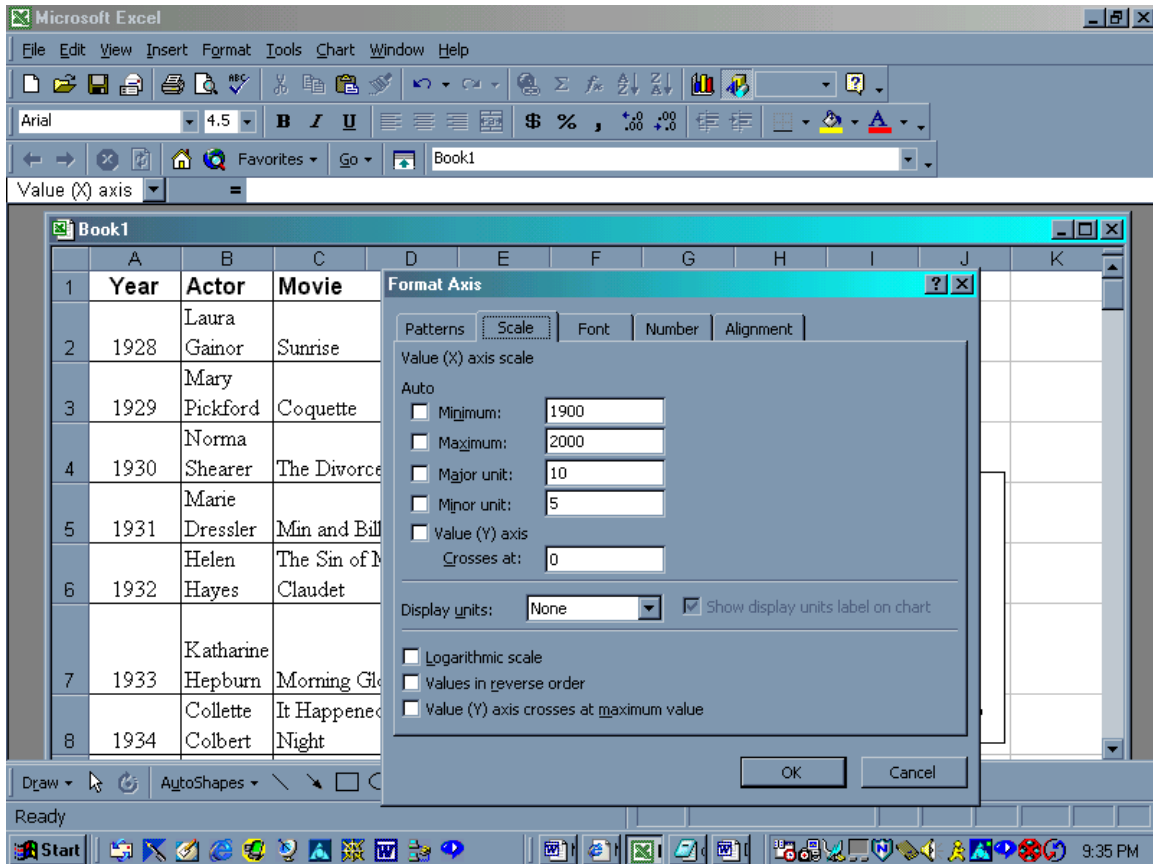 Microsoft Excel
File Edit View Insert Format Tools Chart Window Help
ABC
Arial 4.5 B I U $ % ,
Favorites Go Book1
Value (X) axis =
Book1
A B C D E F G H I J K
1 Year Actor Movie
2 1928 Laura Gainor Sunrise
3 1929 Mary Pickford Coquette
4 1930 Norma Shearer The Divorce
5 1931 Marie Dressler Min and Bill
6 1932 Helen Hayes The Sin of M Claudet
7 1933 Katharine Hepburn Morning Glo
8 1934 Collette Colbert It Happened Night
Format Axis
Patterns Scale Font Number Alignment
Value (X) axis scale
Auto
Minimum: 1900
Maximum: 2000
Major unit: 10
Minor unit: 5
Value (Y) axis
Crosses at: 0
Display units: None Show display units label on chart
Logarithmic scale
Values in reverse order
Value (Y) axis crosses at maximum value
OK Cancel
Draw AutoShapes
Ready
Start 9:35 PM